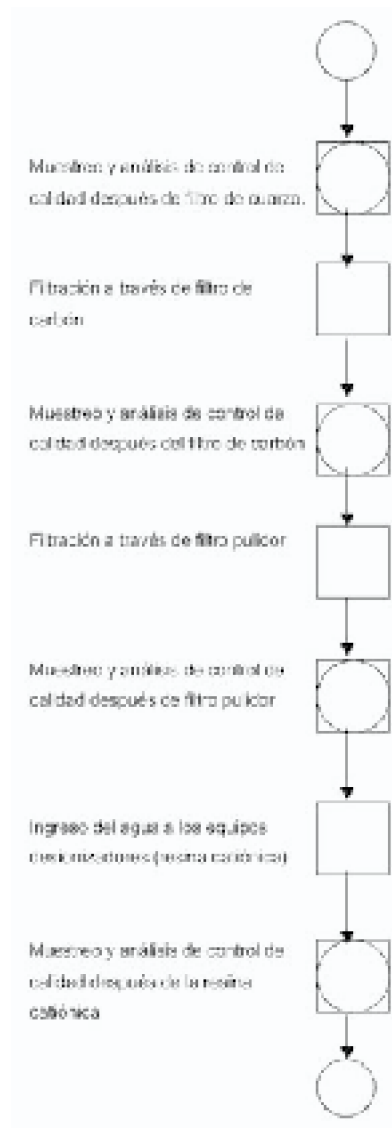 Muestreo y análisis de control de
calidad después de filtro de cuarzo.
Filtración a través de filtro de
carbón
Muestreo y análisis de control de
calidad después del filtro de carbón
Filtración a través de filtro pulidor
Muestreo y análisis de control de
calidad después de filtro pulidor
Ingreso del agua a los equipos
desionizadores (resina catiónica)
Muestreo y análisis de control de
calidad después de la resina
catiónica